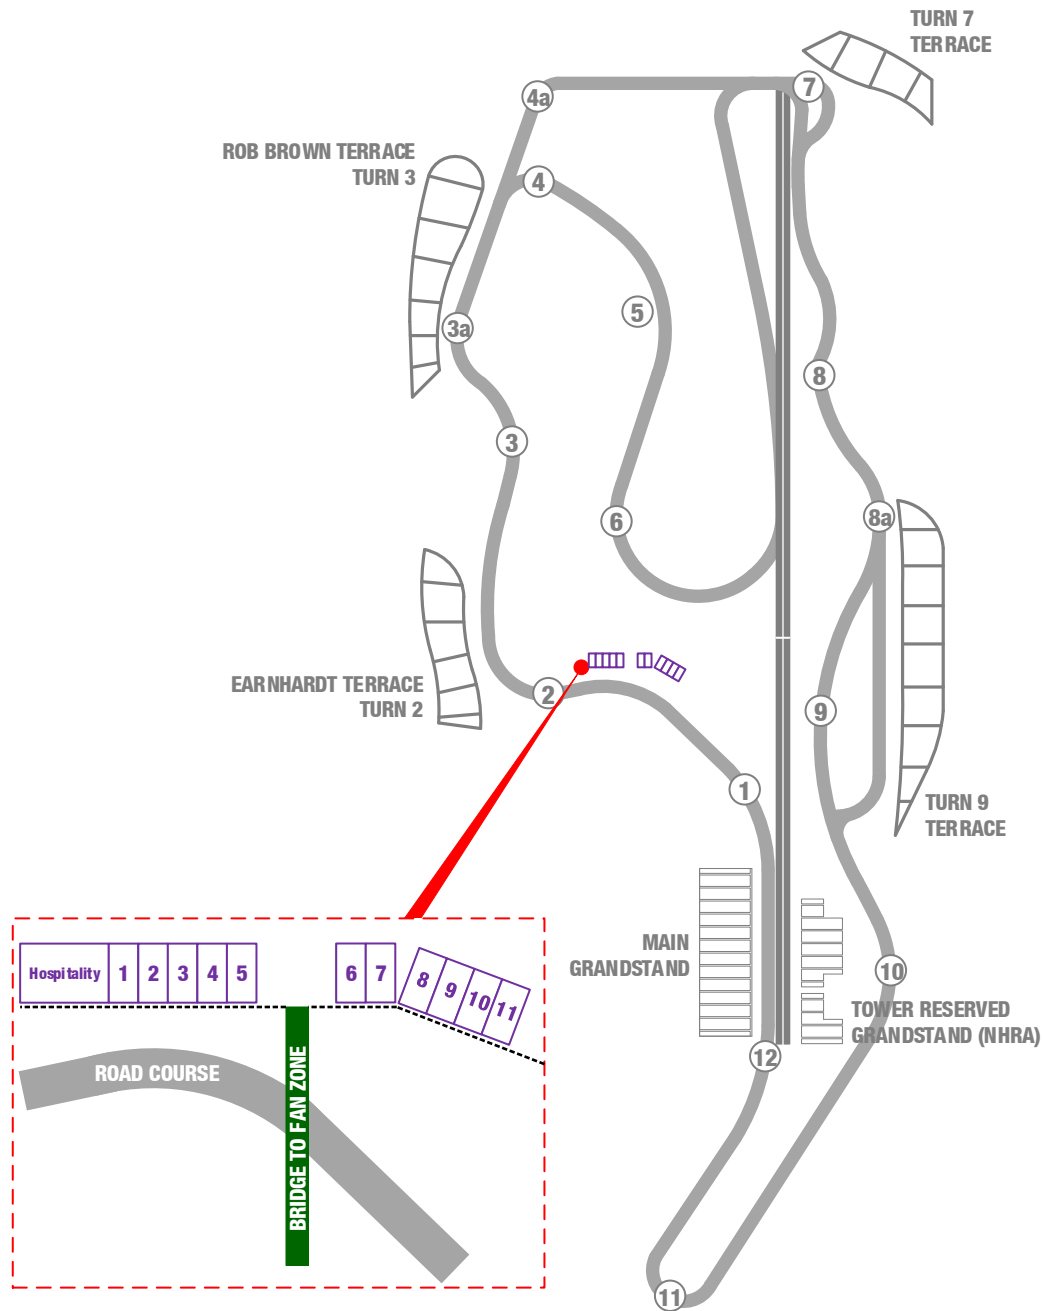 TURN 7
TERRACE
7
4a
ROB BROWN TERRACE
TURN 3
4
5
3a
8
3
6
8a
EARNHARDT TERRACE
TURN 2
2
9
1
TURN 9
TERRACE
MAIN
GRANDSTAND
10
TOWER RESERVED
GRANDSTAND (NHRA)
12
11
Hospitality 1 2 3 4 5 6 7 8 9 10 11
ROAD COURSE
BRIDGE TO FAN ZONE